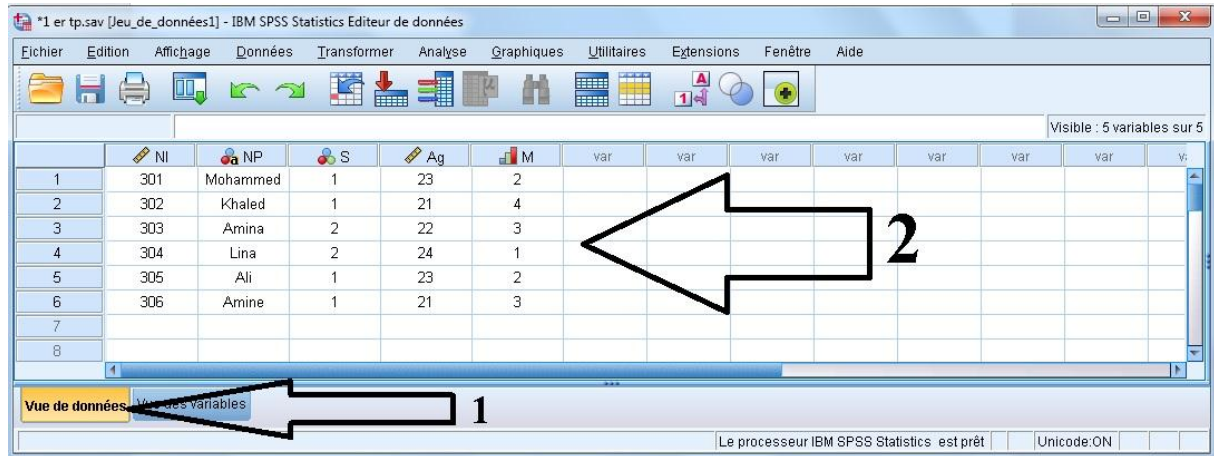 *1 er tp.sav [Jeu_de_données1] - IBM SPSS Statistics Editeur de données
Eichier Edition Affichage Données Transformer Analyse Graphiques Utilitaires Extensions Fenêtre Aide
Visible : 5 variables sur 5
NI NP S Ag M var var var var var var var
1 301 Mohammed 1 23 2
2 302 Khaled 1 21 4
3 303 Amina 2 22 3
4 304 Lina 2 24 1
5 305 Ali 1 23 2
6 306 Amine 1 21 3
7
8
2
Vue de données Vue des variables
1
Le processeur IBM SPSS Statistics est prêt Unicode:ON